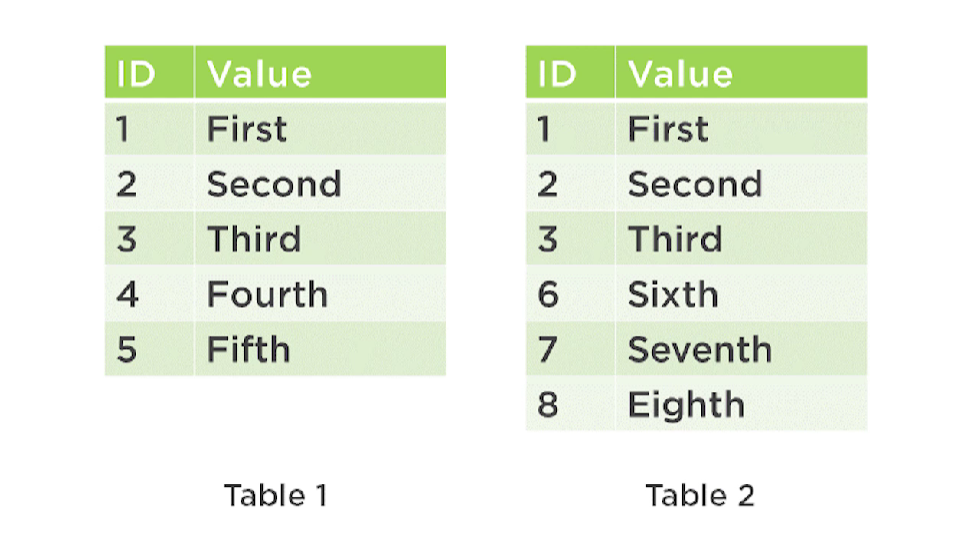 ID Value
1 First
2 Second
3 Third
4 Fourth
5 Fifth
Table 1
ID Value
1 First
2 Second
3 Third
6 Sixth
7 Seventh
8 Eighth
Table 2